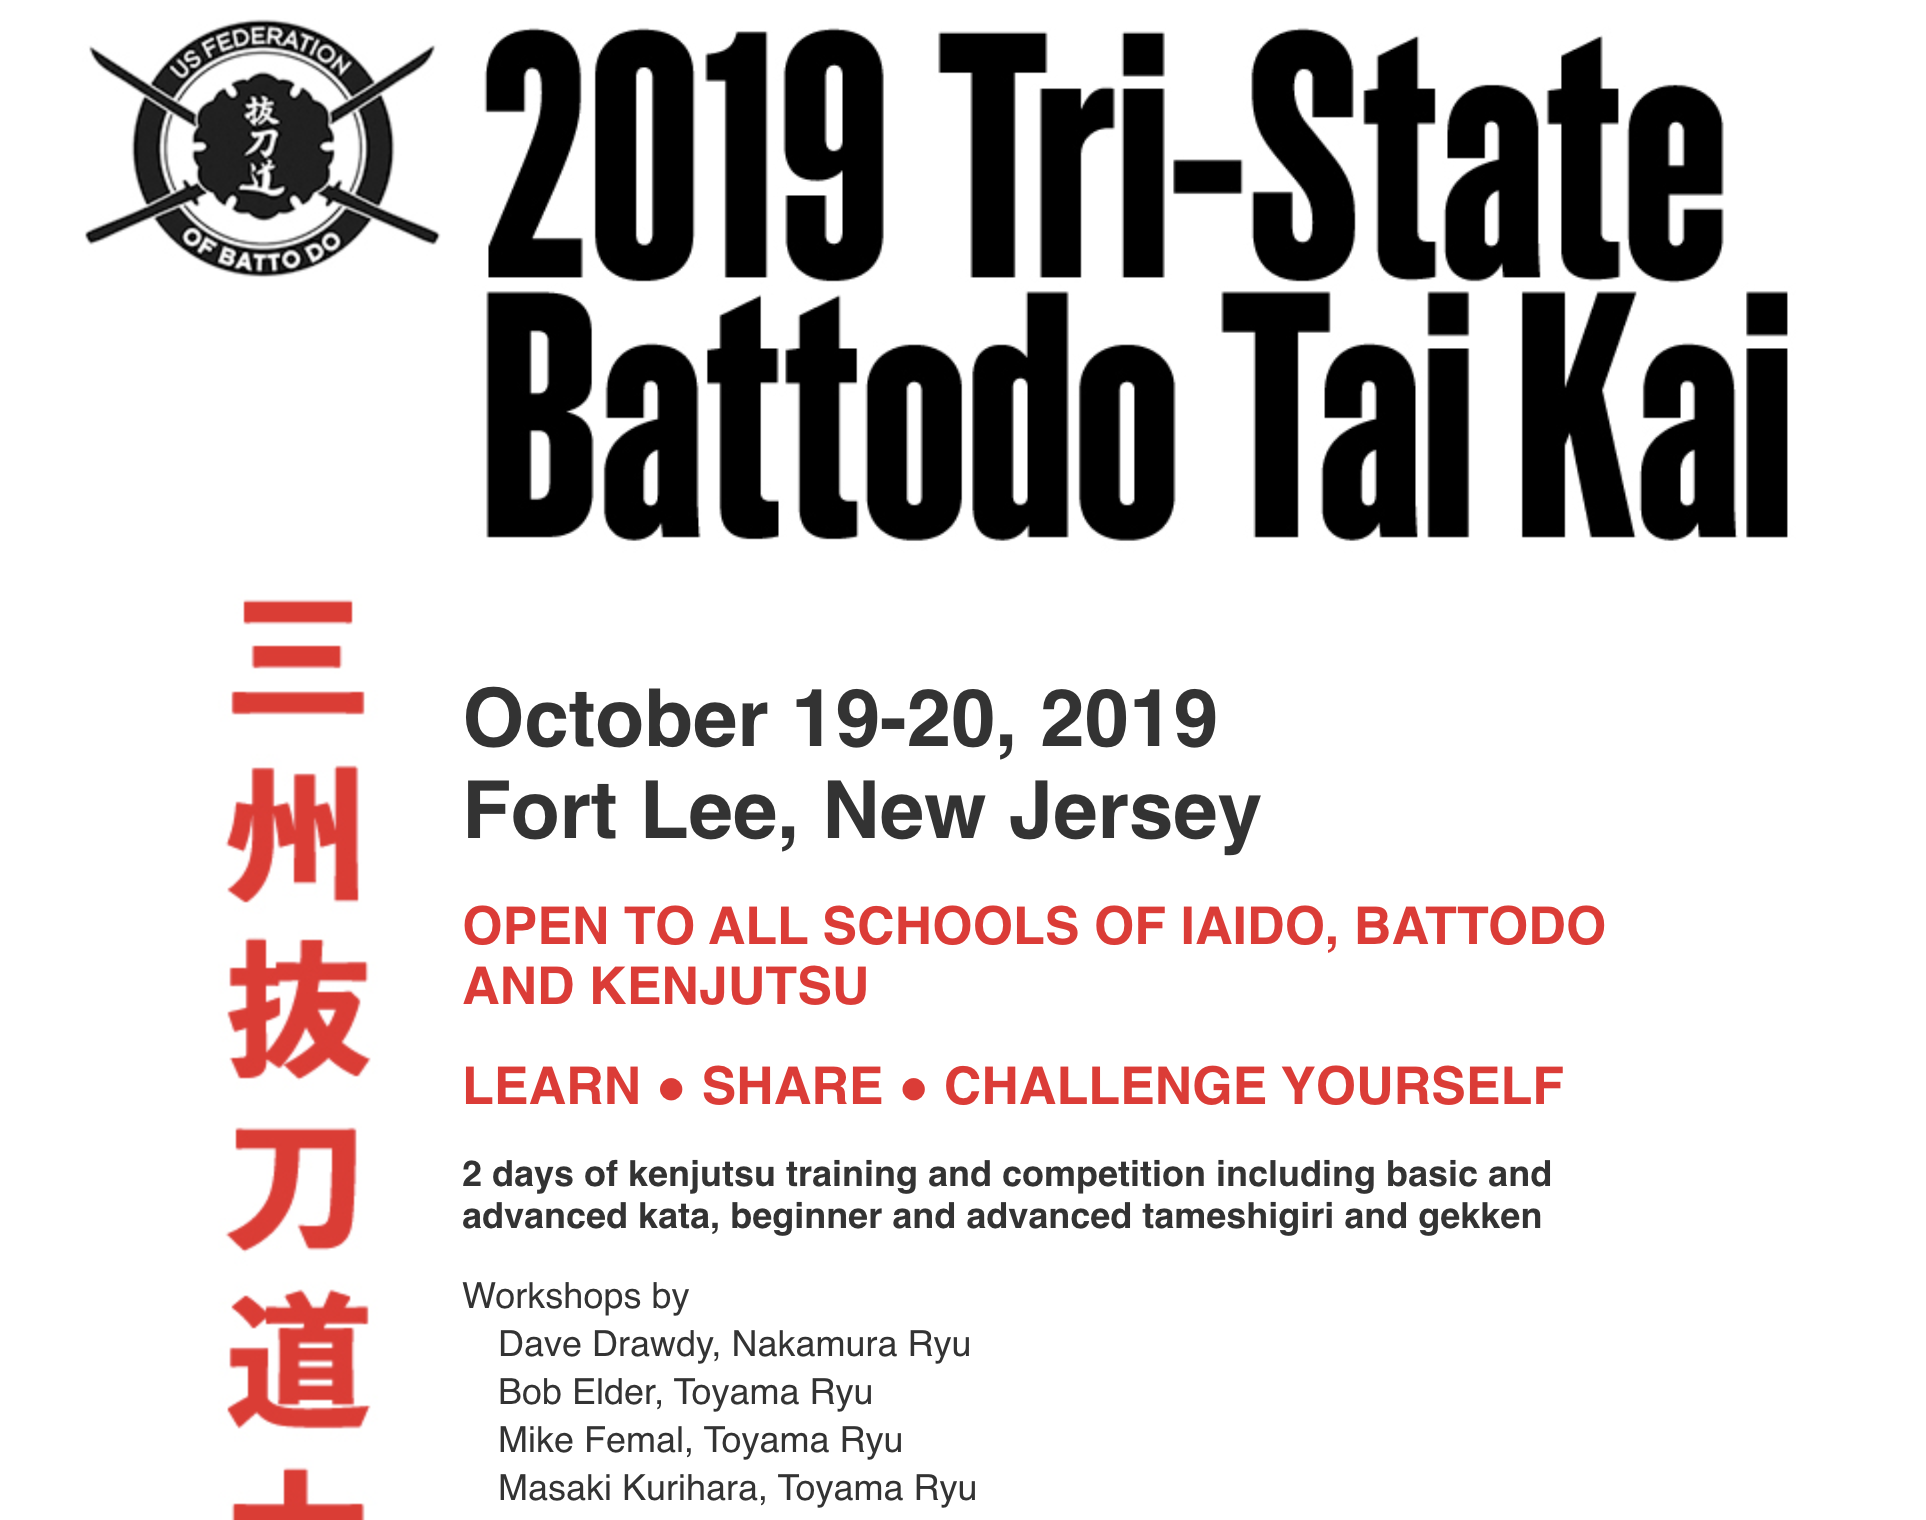 US FEDERATION
抜刀道
OF BATTO DO
2019 Tri-State
Battodo Tai Kai
三州抜刀道
October 19-20, 2019
Fort Lee, New Jersey
OPEN TO ALL SCHOOLS OF IAIDO, BATTODO
AND KENJUTSU
LEARN ● SHARE ● CHALLENGE YOURSELF
2 days of kenjutsu training and competition including basic and
advanced kata, beginner and advanced tameshigiri and gekken
Workshops by
Dave Drawdy, Nakamura Ryu
Bob Elder, Toyama Ryu
Mike Femal, Toyama Ryu
Masaki Kurihara, Toyama Ryu